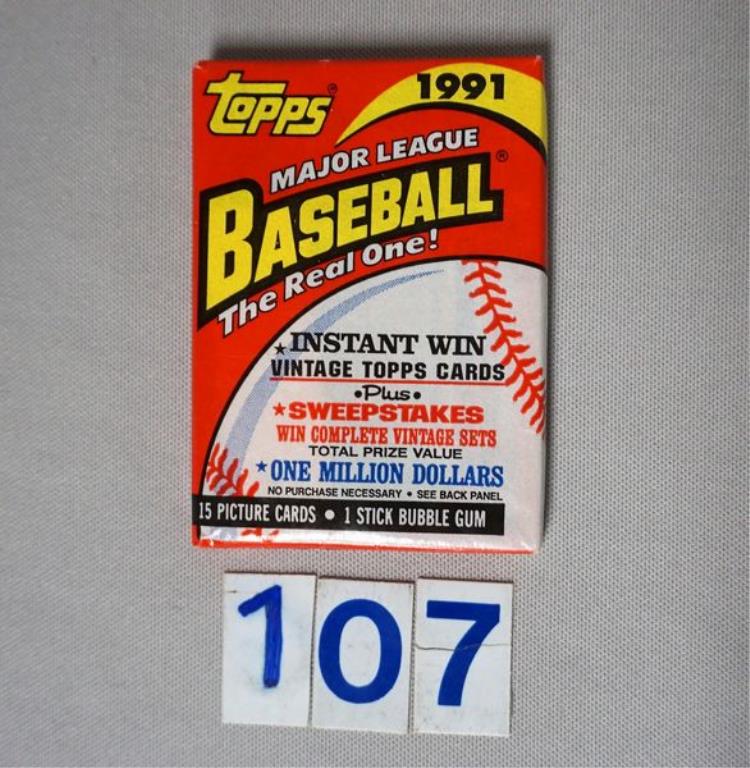 TOPPS®
1991
MAJOR LEAGUE
BASEBALL®
The Real One!
★INSTANT WIN
VINTAGE TOPPS CARDS
•Plus•
★SWEEPSTAKES
WIN COMPLETE VINTAGE SETS
TOTAL PRIZE VALUE
★ONE MILLION DOLLARS
NO PURCHASE NECESSARY • SEE BACK PANEL
15 PICTURE CARDS • 1 STICK BUBBLE GUM
107